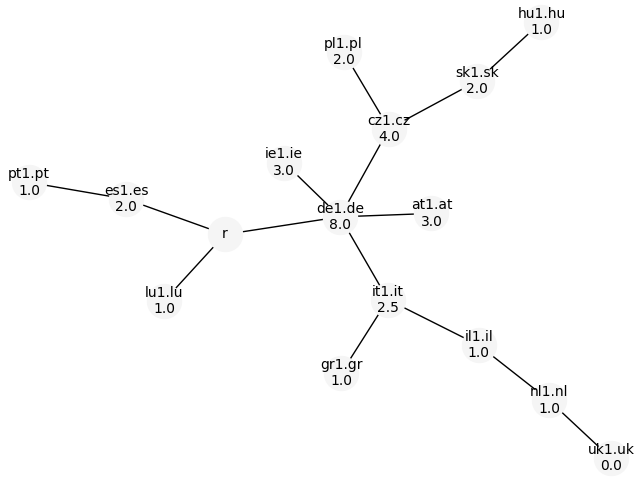 hu1.hu
1.0
pl1.pl
2.0
sk1.sk
2.0
cz1.cz
4.0
ie1.ie
3.0
pt1.pt
1.0
es1.es
2.0
de1.de
8.0
at1.at
3.0
r
lu1.lu
1.0
it1.it
2.5
il1.il
1.0
gr1.gr
1.0
nl1.nl
1.0
uk1.uk
0.0